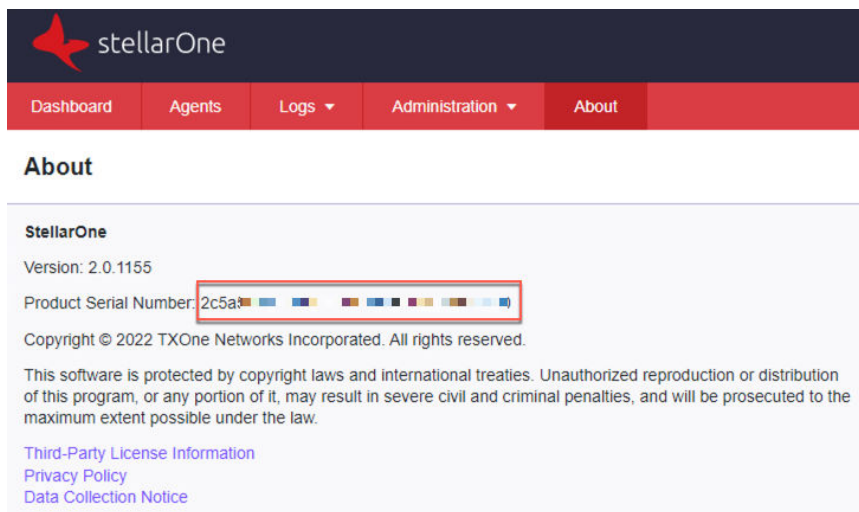 stellarOne
Dashboard Agents Logs Administration About
About
StellarOne
Version: 2.0.1155
Product Serial Number: 2c5a
Copyright © 2022 TXOne Networks Incorporated. All rights reserved.
This software is protected by copyright laws and international treaties. Unauthorized reproduction or distribution
of this program, or any portion of it, may result in severe civil and criminal penalties, and will be prosecuted to the
maximum extent possible under the law.
Third-Party License Information
Privacy Policy
Data Collection Notice